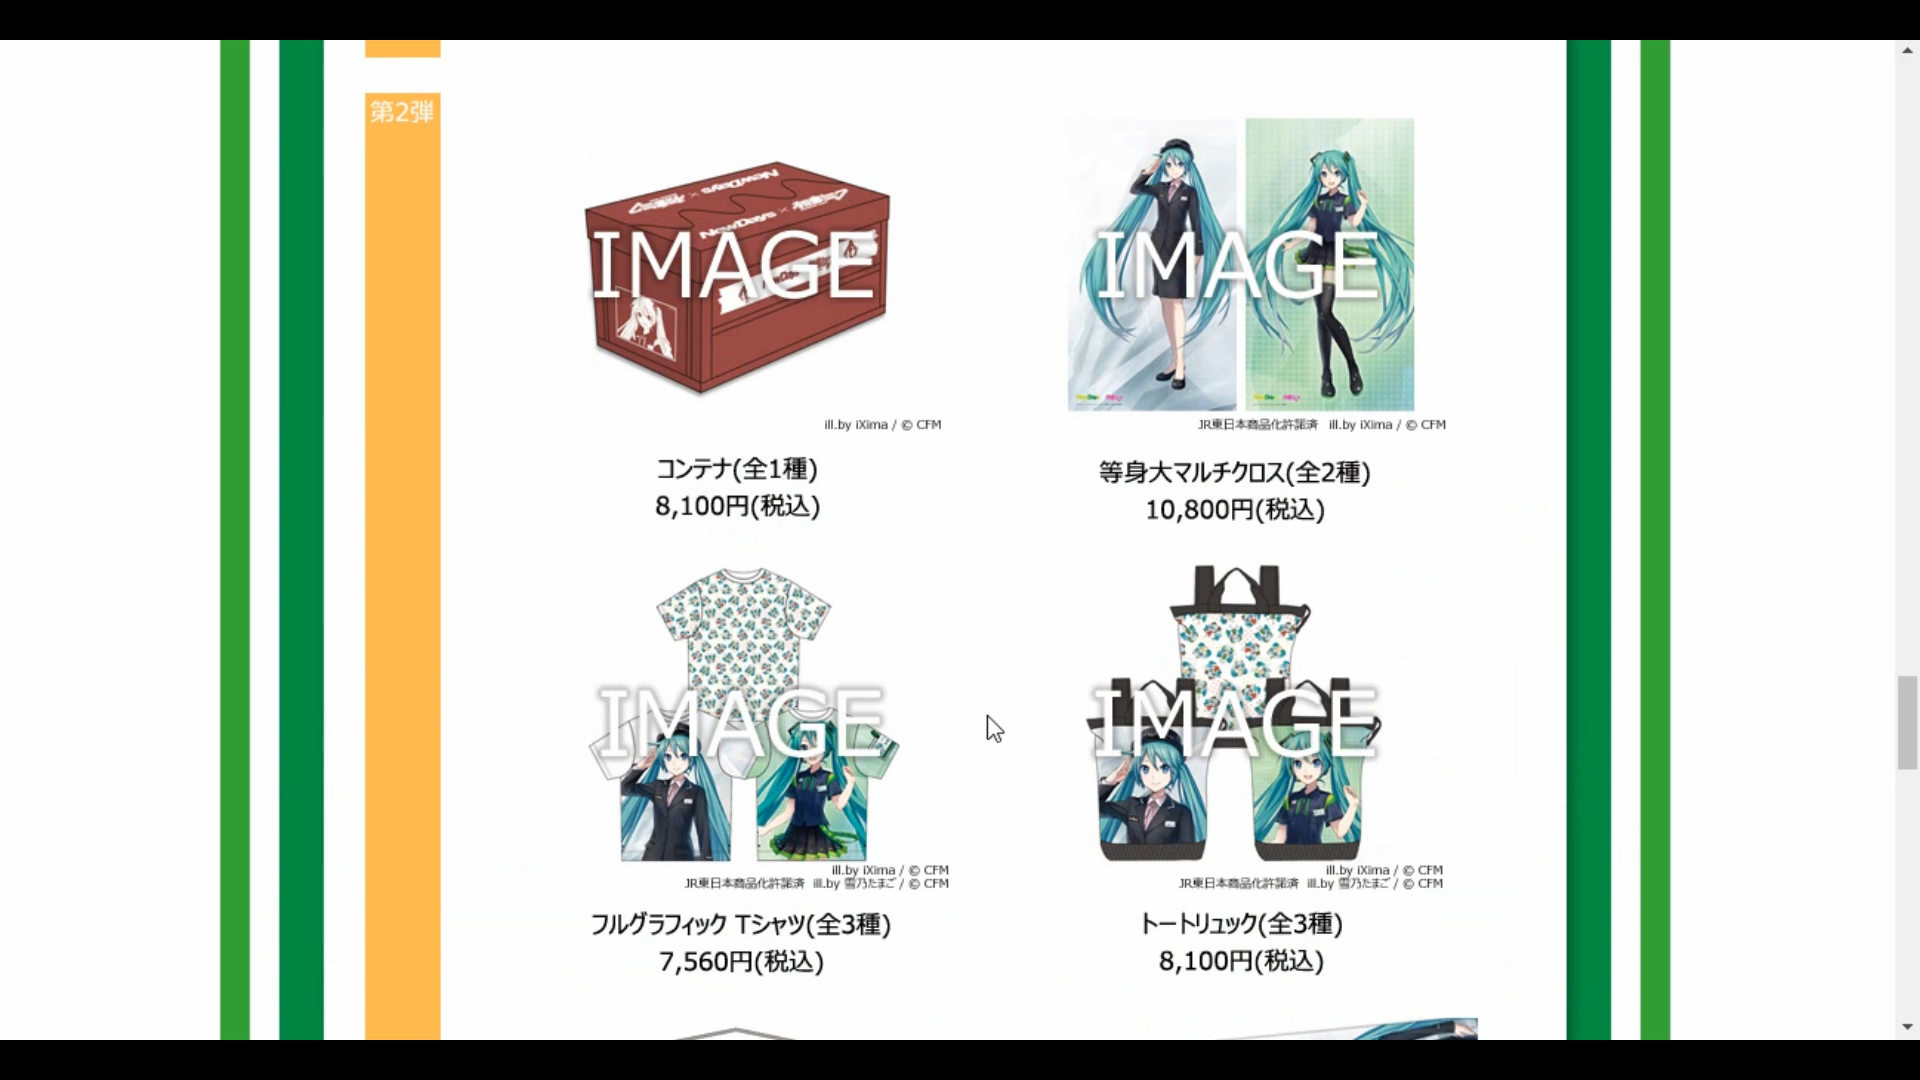 第2弾
NewDays
NewDays
IMAGE
IMAGE
ill.by iXima / © CFM
JR東日本商品化許諾済 ill.by iXima / © CFM
コンテナ(全1種)
8,100円(税込)
等身大マルチクロス(全2種)
10,800円(税込)
IMAGE
IMAGE
ill.by iXima / © CFM
JR東日本商品化許諾済 ill.by 雪乃たまご / © CFM
ill.by iXima / © CFM
JR東日本商品化許諾済 ill.by 雪乃たまご / © CFM
フルグラフィック Tシャツ(全3種)
7,560円(税込)
トートリュック(全3種)
8,100円(税込)